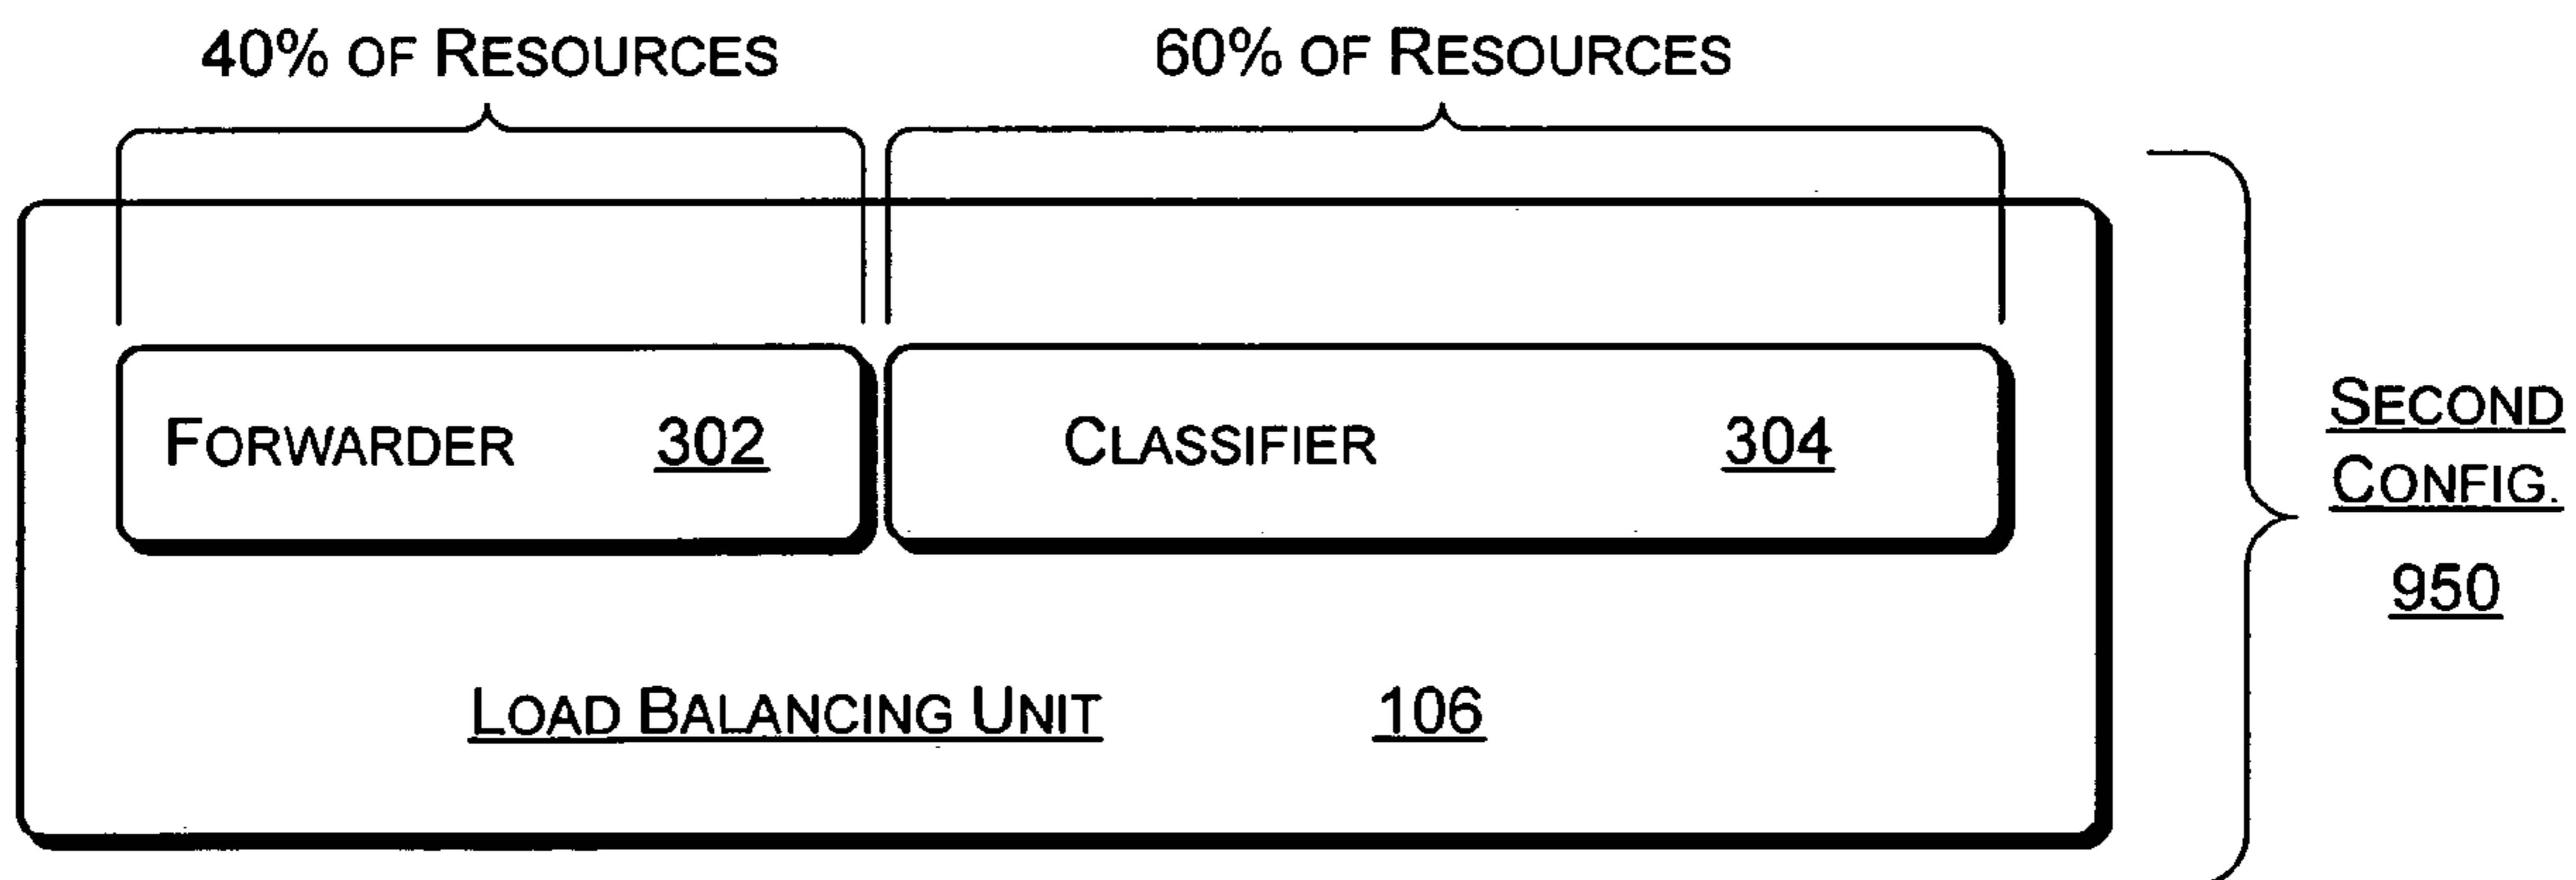 40% OF RESOURCES 60% OF RESOURCES
FORWARDER 302 CLASSIFIER 304
SECOND
CONFIG.
950
LOAD BALANCING UNIT 106